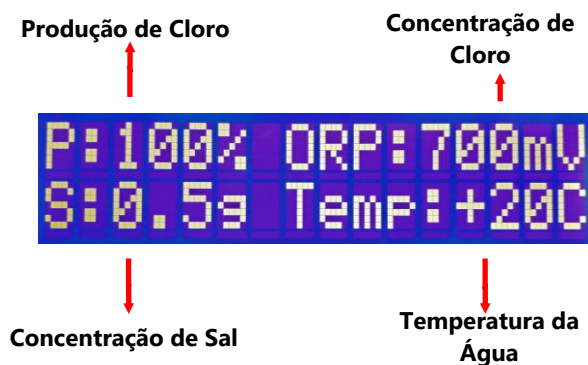 Produção de Cloro
Concentração de
Cloro
P:100% ORP:700mV
S:0.5g Temp:+20C
Concentração de Sal
Temperatura da
Água